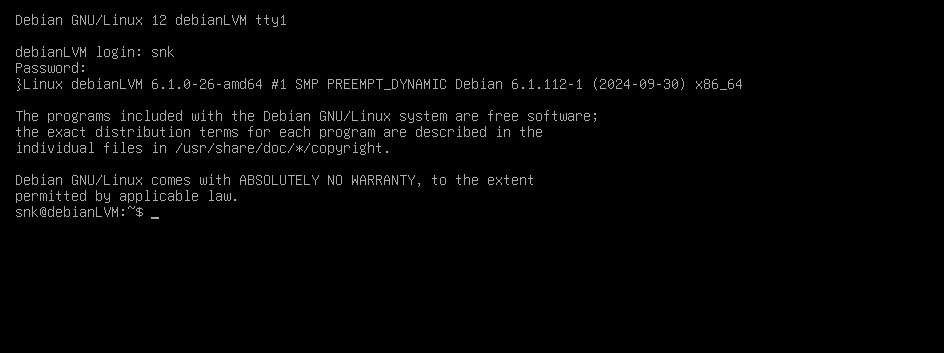 Debian GNU/Linux 12 debianLVM tty1
debianLVM login: snk
Password:
}Linux debianLVM 6.1.0-26-amd64 #1 SMP PREEMPT_DYNAMIC Debian 6.1.112-1 (2024-09-30) x86_64
The programs included with the Debian GNU/Linux system are free software;
the exact distribution terms for each program are described in the
individual files in /usr/share/doc/*/copyright.
Debian GNU/Linux comes with ABSOLUTELY NO WARRANTY, to the extent
permitted by applicable law.
snk@debianLVM:~$ _